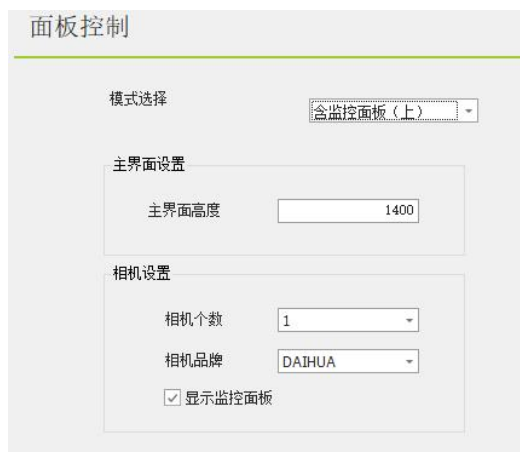 面板控制
模式选择 含监控面板（上）
主界面设置
主界面高度 1400
相机设置
相机个数 1
相机品牌 DAIHUA
显示监控面板